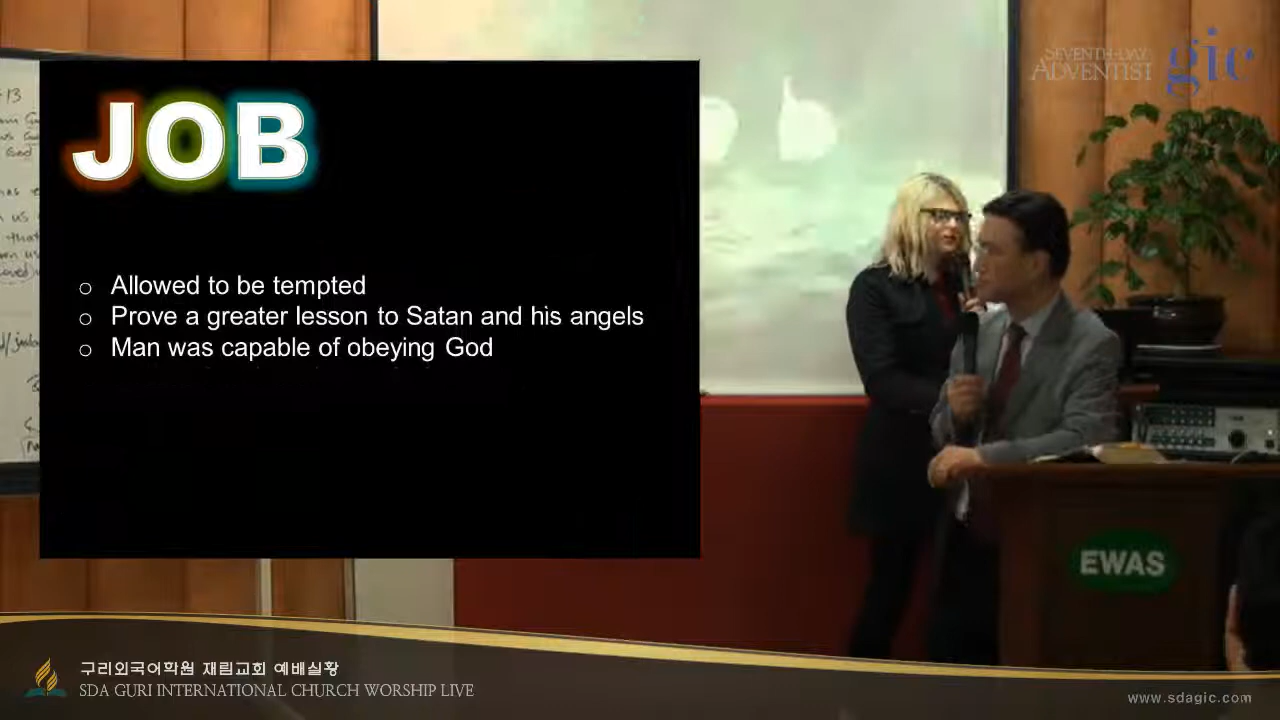 SEVENTH-DAY
ADVENTIST gic
JOB
Allowed to be tempted
Prove a greater lesson to Satan and his angels
Man was capable of obeying God
God
EWAS
구리외국어학원 재림교회 예배실황
SDA GURI INTERNATIONAL CHURCH WORSHIP LIVE
www.sdagic.com